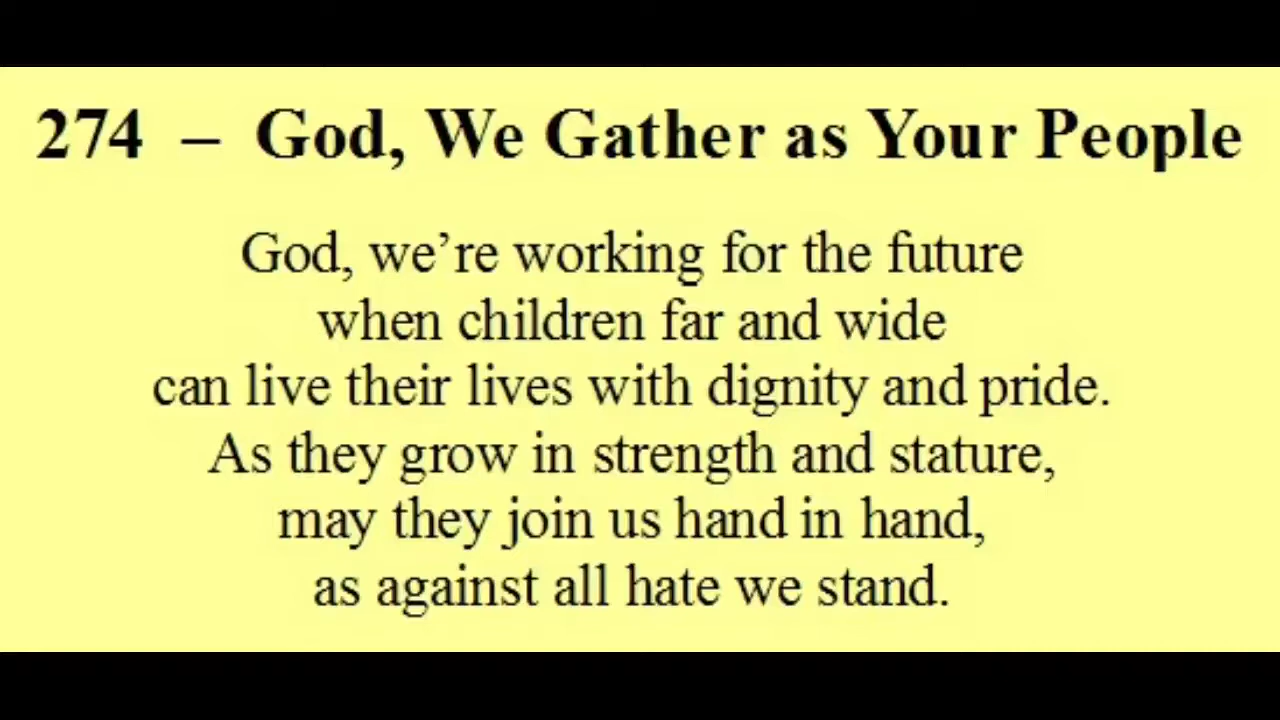 274 – God, We Gather as Your People
God, we’re working for the future
when children far and wide
can live their lives with dignity and pride.
As they grow in strength and stature,
may they join us hand in hand,
as against all hate we stand.